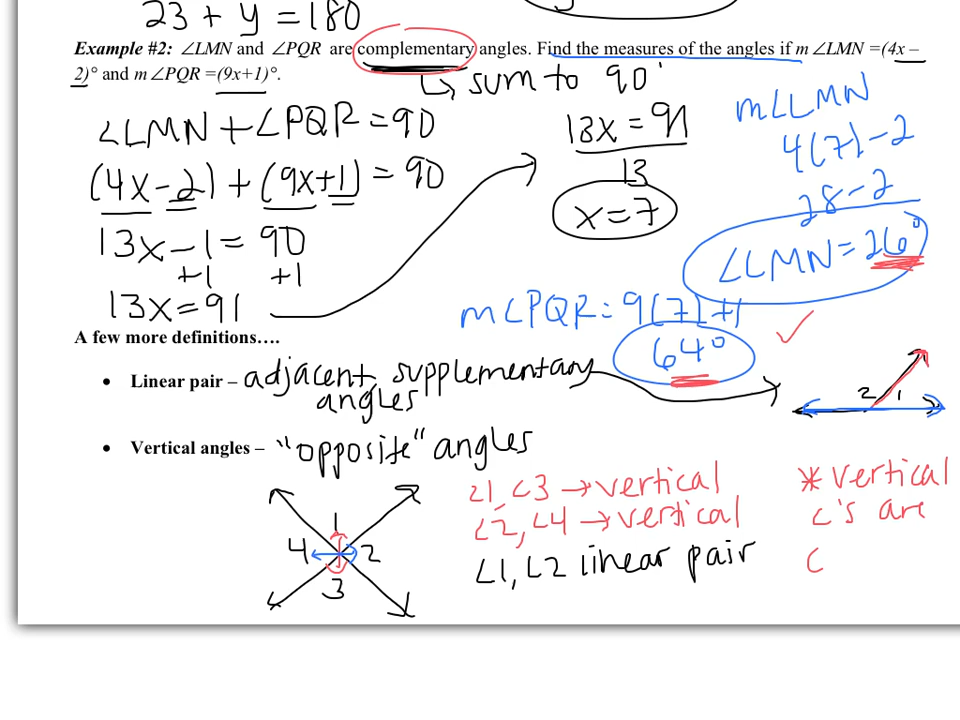 23 + y = 180
Example #2: ∠LMN and ∠PQR are complementary angles. Find the measures of the angles if m ∠LMN =(4x –
2)° and m ∠PQR =(9x+1)°.
↳ sum to 90°
∠LMN + ∠PQR = 90
(4x-2) + (9x+1) = 90
13x - 1 = 90
+1 +1
13x = 91
13x = 91
13
x = 7
m∠LMN
4(7)-2
28-2
∠LMN = 26°
m∠PQR = 9(7)+1
64°
A few more definitions….
• Linear pair – adjacent supplementary
angles
2 1
• Vertical angles – "opposite" angles
1
4 2
3
∠1, ∠3 → vertical
∠2, ∠4 → vertical
∠1, ∠2 linear pair
* vertical
∠'s are